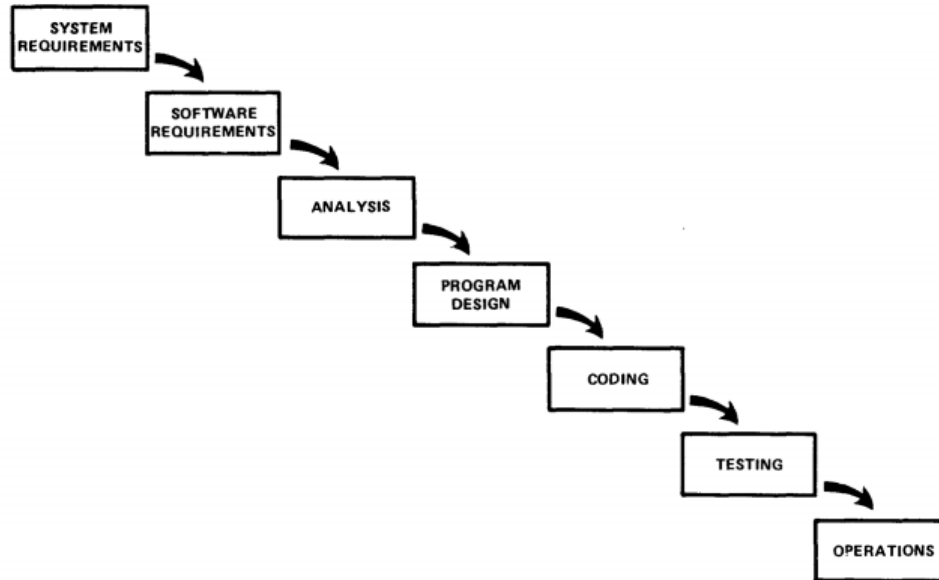 SYSTEM
REQUIREMENTS
SOFTWARE
REQUIREMENTS
ANALYSIS
PROGRAM
DESIGN
CODING
TESTING
OPERATIONS